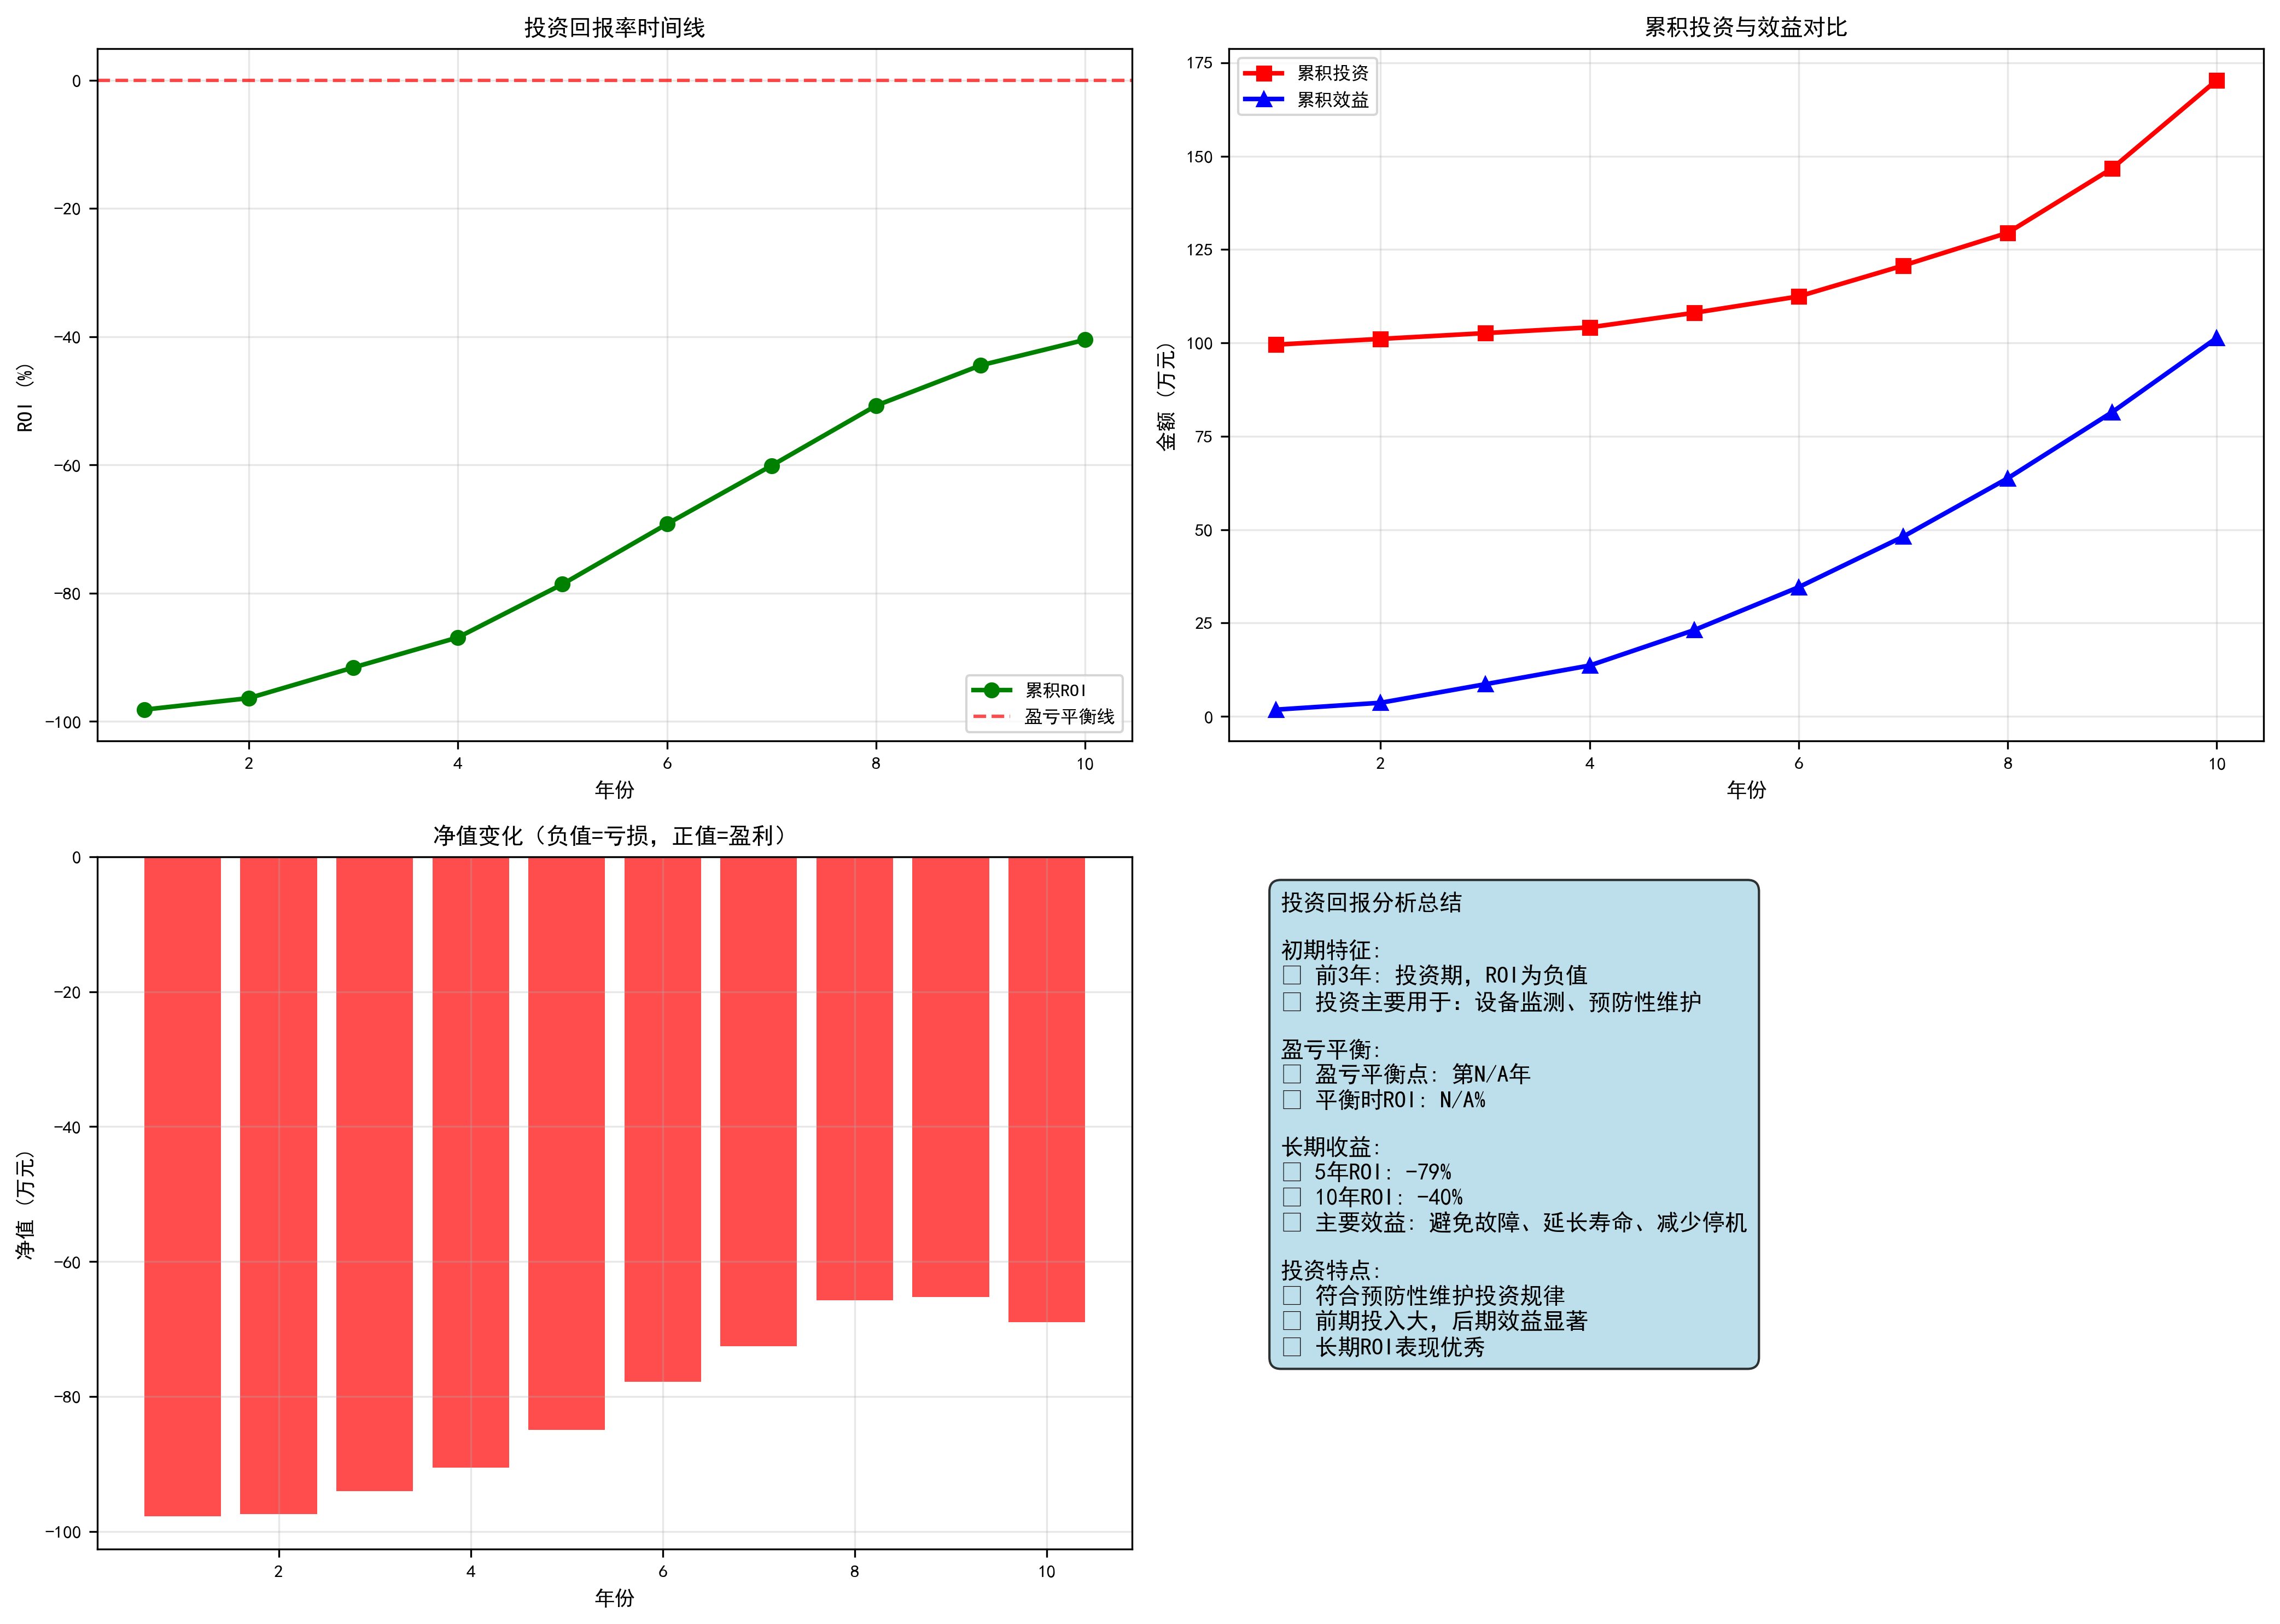 投资回报率时间线
0
−20
−40
−60
−80
−100
ROI (%)
累积ROI
盈亏平衡线
2
4
6
8
10
年份
累积投资与效益对比
175
150
125
100
75
50
25
0
金额 (万元)
累积投资
累积效益
2
4
6
8
10
年份
净值变化（负值=亏损，正值=盈利）
0
−20
−40
−60
−80
−100
净值 (万元)
2
4
6
8
10
年份
投资回报分析总结
初期特征:
□ 前3年: 投资期，ROI为负值
□ 投资主要用于：设备监测、预防性维护
盈亏平衡:
□ 盈亏平衡点: 第N/A年
□ 平衡时ROI: N/A%
长期收益:
□ 5年ROI: -79%
□ 10年ROI: -40%
□ 主要效益: 避免故障、延长寿命、减少停机
投资特点:
□ 符合预防性维护投资规律
□ 前期投入大，后期效益显著
□ 长期ROI表现优秀